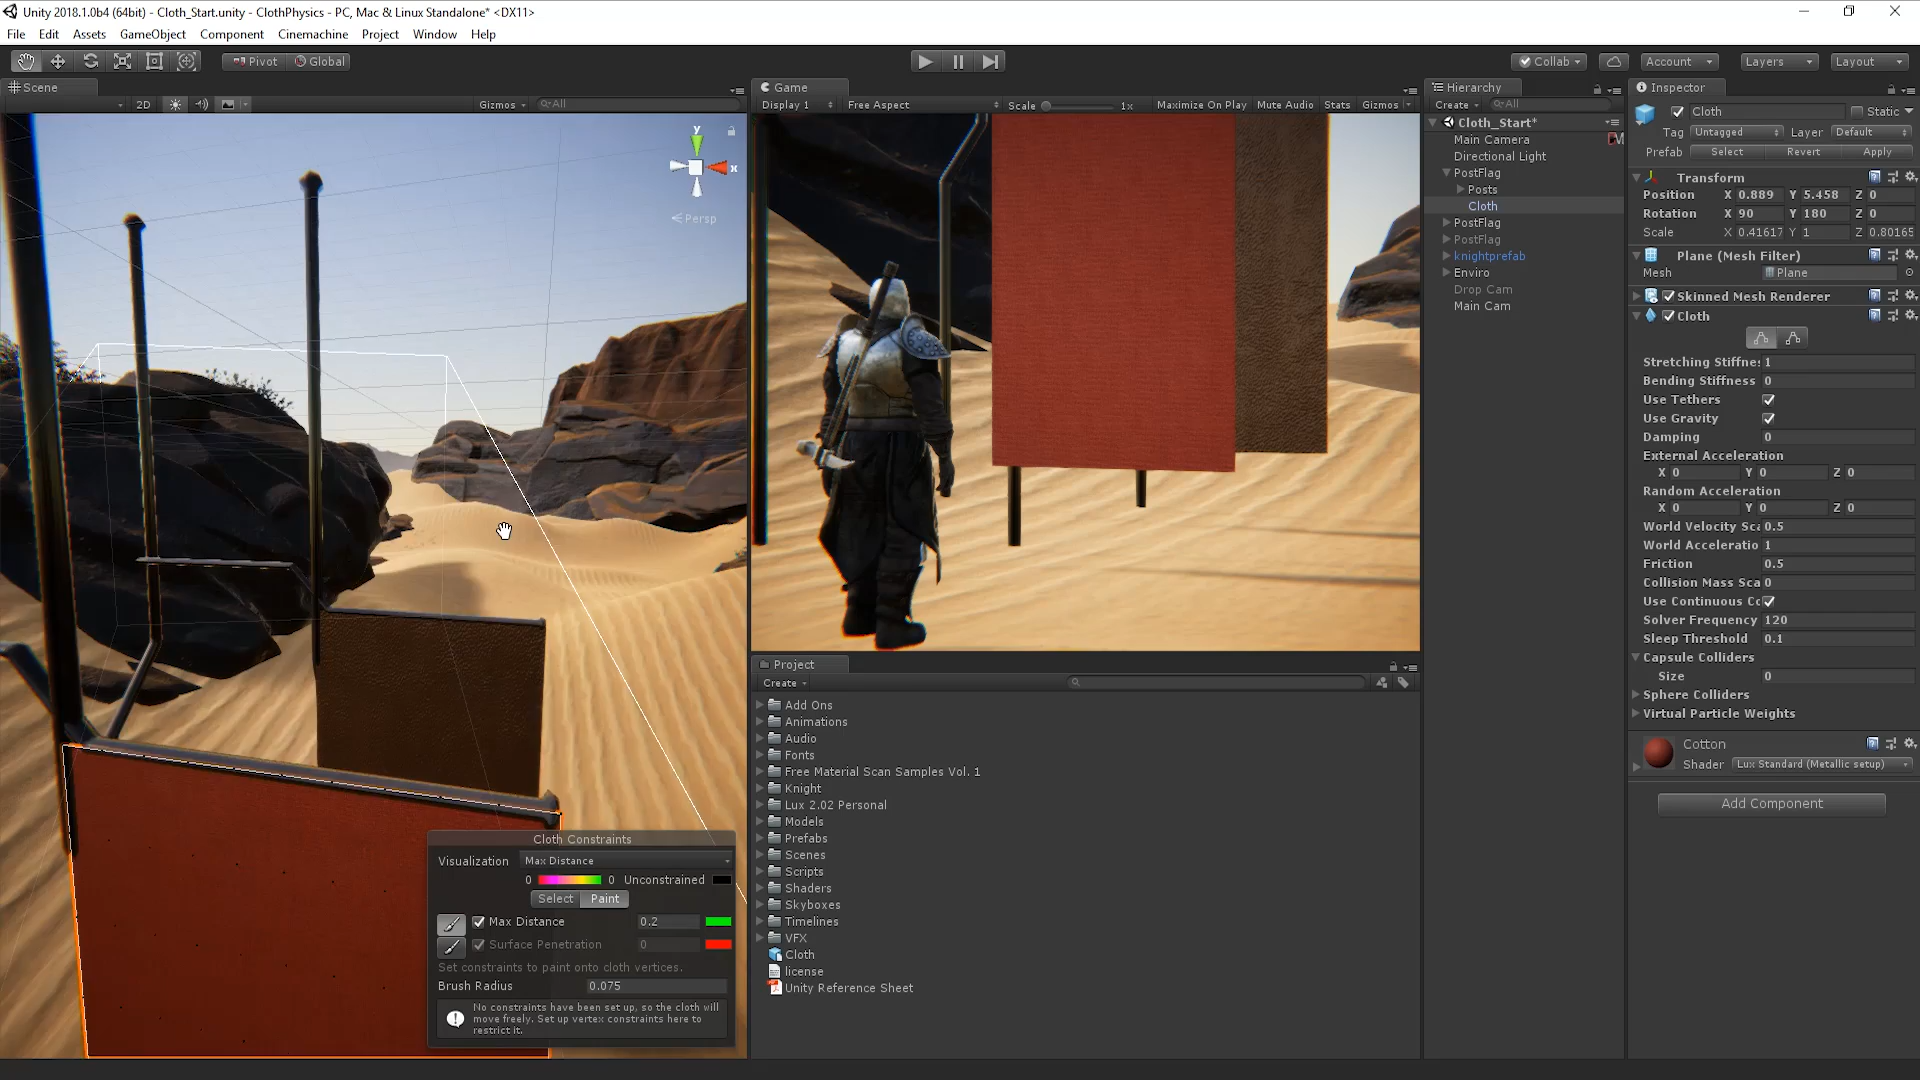 Unity 2018.1.0b4 (64bit) - Cloth_Start.unity - ClothPhysics - PC, Mac & Linux Standalone* <DX11>
File Edit Assets GameObject Component Cinemachine Project Window Help
Pivot Global Collab Account Layers Layout
Scene
2D Gizmos All
y
x
Persp
Cloth Constraints
Visualization Max Distance
0 0 Unconstrained
Select Paint
Max Distance 0.2
Surface Penetration 0
Set constraints to paint onto cloth vertices.
Brush Radius 0.075
No constraints have been set up, so the cloth will
move freely. Set up vertex constraints here to
restrict it.
Game
Display 1 Free Aspect Scale 1x Maximize On Play Mute Audio Stats Gizmos
Project
Create
Add Ons
Animations
Audio
Fonts
Free Material Scan Samples Vol. 1
Knight
Lux 2.02 Personal
Models
Prefabs
Scenes
Scripts
Shaders
Skyboxes
Timelines
VFX
Cloth
license
Unity Reference Sheet
Hierarchy
Create All
Cloth_Start*
Main Camera
Directional Light
PostFlag
Posts
Cloth
PostFlag
PostFlag
knightprefab
Enviro
Drop Cam
Main Cam
Inspector
Cloth Static
Tag Untagged Layer Default
Prefab Select Revert Apply
Transform
Position X 0.889 Y 5.458 Z 0
Rotation X 90 Y 180 Z 0
Scale X 0.41617 Y 1 Z 0.80165
Plane (Mesh Filter)
Mesh Plane
Skinned Mesh Renderer
Cloth
Stretching Stiffne: 1
Bending Stiffness 0
Use Tethers
Use Gravity
Damping 0
External Acceleration
X 0 Y 0 Z 0
Random Acceleration
X 0 Y 0 Z 0
World Velocity Sca 0.5
World Acceleratio 1
Friction 0.5
Collision Mass Sca 0
Use Continuous Cc
Solver Frequency 120
Sleep Threshold 0.1
Capsule Colliders
Size 0
Sphere Colliders
Virtual Particle Weights
Cotton
Shader Lux Standard (Metallic setup)
Add Component